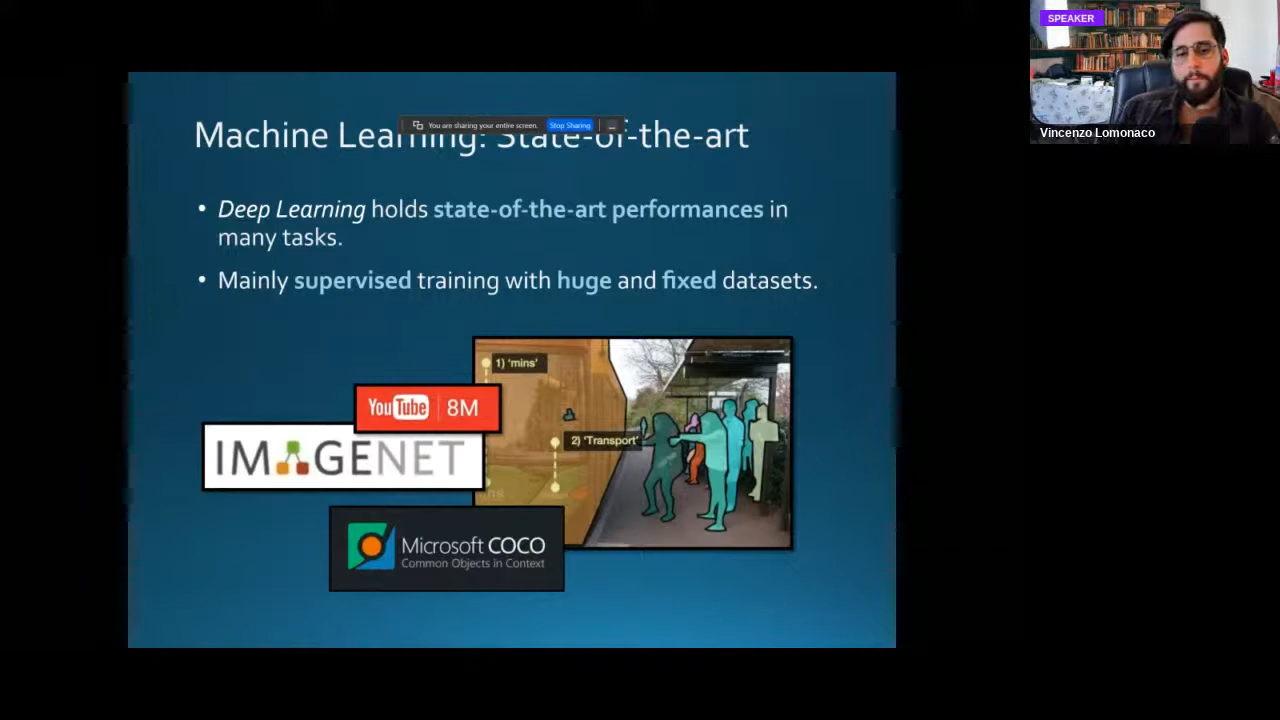 SPEAKER
Vincenzo Lomonaco
You are sharing your entire screen. Stop Sharing
Machine Learning: State-of-the-art
• Deep Learning holds state-of-the-art performances in
many tasks.
• Mainly supervised training with huge and fixed datasets.
1) ‘mins’
YouTube 8M
2) ‘Transport’
IMAGENET
Microsoft COCO
Common Objects in Context